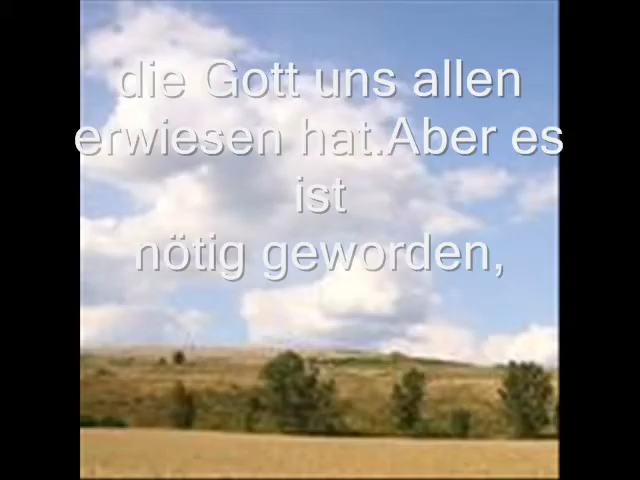 die Gott uns allen
erwiesen hat.Aber es
ist
nötig geworden,